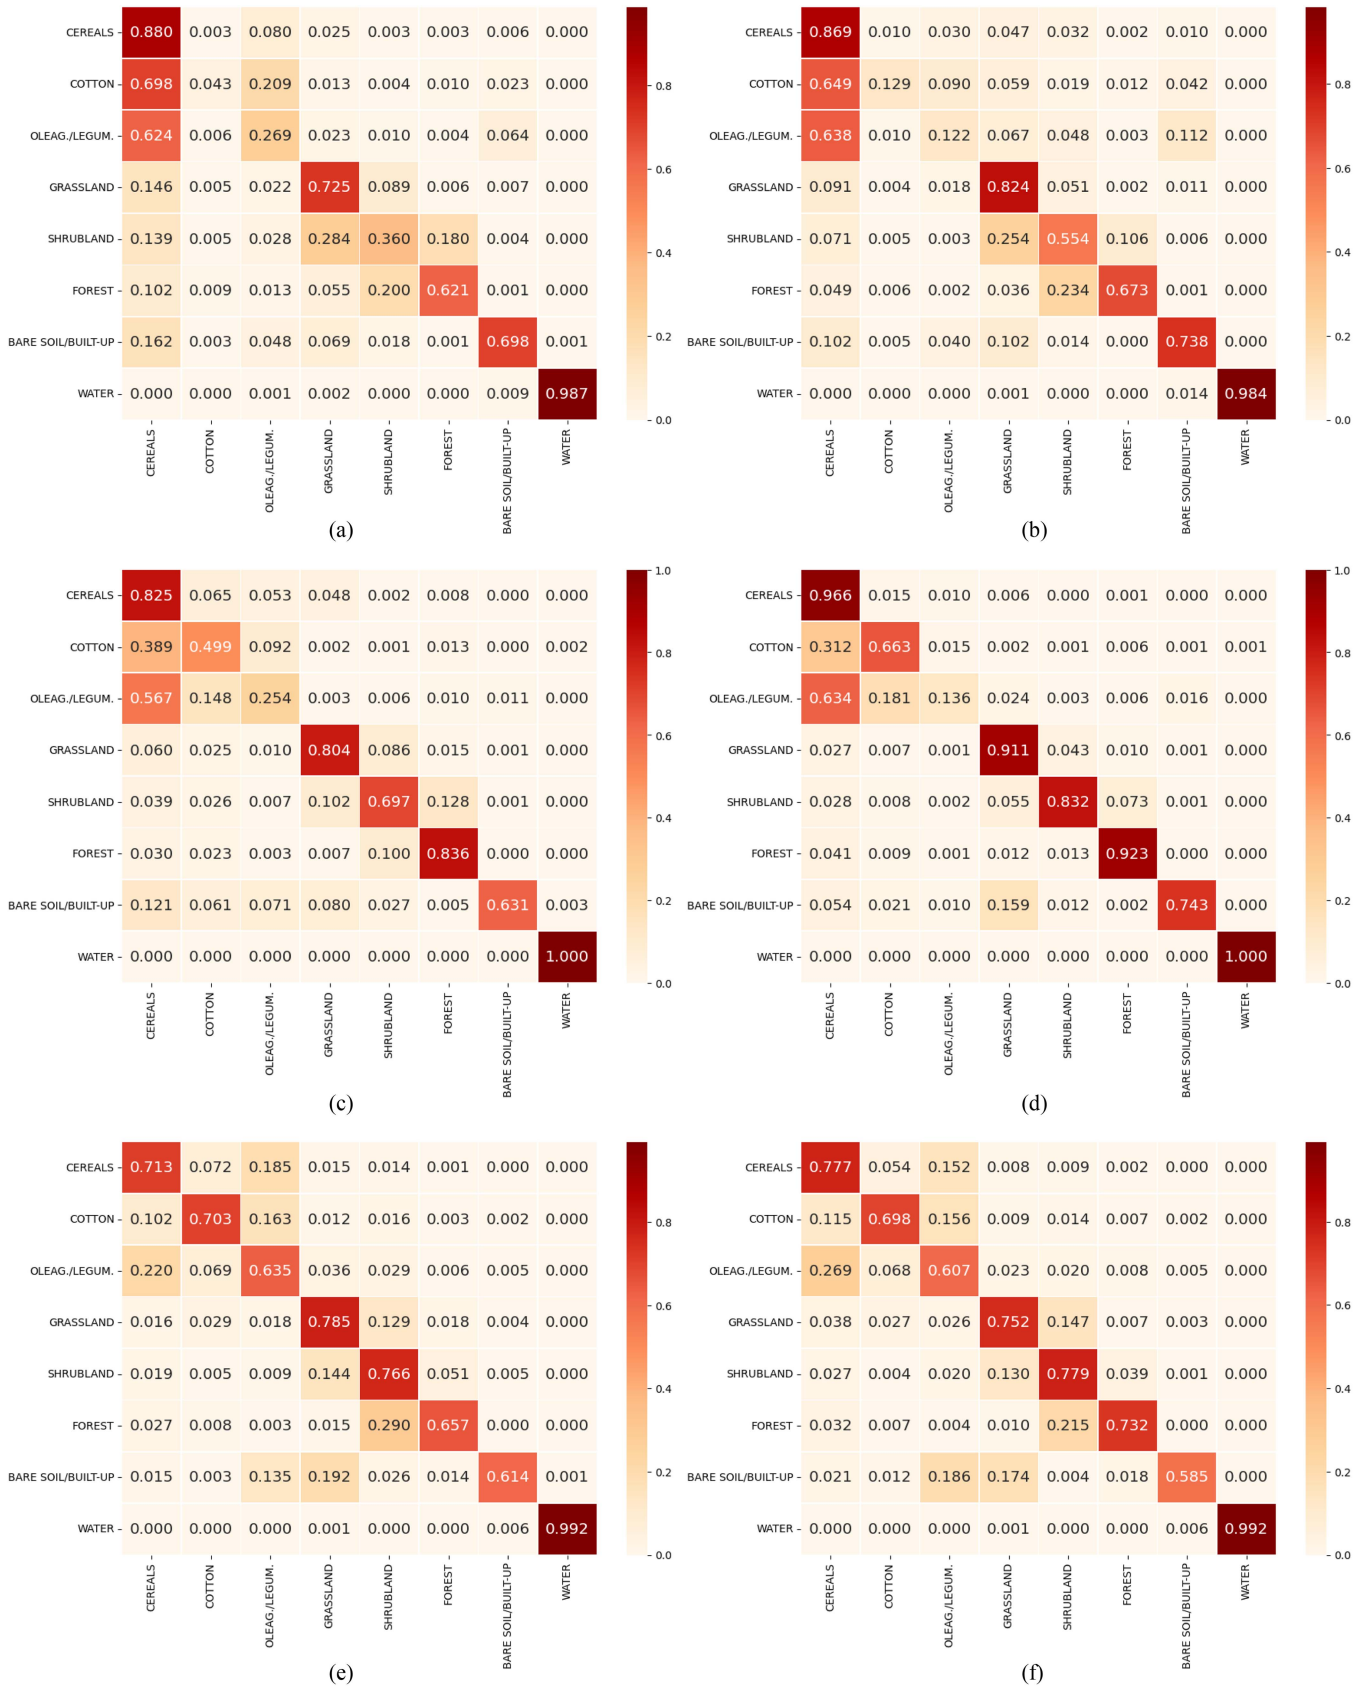 CEREALS 0.880 0.003 0.080 0.025 0.003 0.003 0.006 0.000
COTTON 0.698 0.043 0.209 0.013 0.004 0.010 0.023 0.000
0.8
OLEAG./LEGUM. 0.624 0.006 0.269 0.023 0.010 0.004 0.064 0.000
0.6
GRASSLAND 0.146 0.005 0.022 0.725 0.089 0.006 0.007 0.000
SHRUBLAND 0.139 0.005 0.028 0.284 0.360 0.180 0.004 0.000
0.4
FOREST 0.102 0.009 0.013 0.055 0.200 0.621 0.001 0.000
BARE SOIL/BUILT-UP 0.162 0.003 0.048 0.069 0.018 0.001 0.698 0.001
0.2
WATER 0.000 0.000 0.001 0.002 0.000 0.000 0.009 0.987
0.0
CEREALS
COTTON
OLEAG./LEGUM.
GRASSLAND
SHRUBLAND
FOREST
BARE SOIL/BUILT-UP
WATER
(a)
CEREALS 0.869 0.010 0.030 0.047 0.032 0.002 0.010 0.000
COTTON 0.649 0.129 0.090 0.059 0.019 0.012 0.042 0.000
0.8
OLEAG./LEGUM. 0.638 0.010 0.122 0.067 0.048 0.003 0.112 0.000
0.6
GRASSLAND 0.091 0.004 0.018 0.824 0.051 0.002 0.011 0.000
SHRUBLAND 0.071 0.005 0.003 0.254 0.554 0.106 0.006 0.000
0.4
FOREST 0.049 0.006 0.002 0.036 0.234 0.673 0.001 0.000
BARE SOIL/BUILT-UP 0.102 0.005 0.040 0.102 0.014 0.000 0.738 0.000
0.2
WATER 0.000 0.000 0.000 0.001 0.000 0.000 0.014 0.984
0.0
CEREALS
COTTON
OLEAG./LEGUM.
GRASSLAND
SHRUBLAND
FOREST
BARE SOIL/BUILT-UP
WATER
(b)
1.0
CEREALS 0.825 0.065 0.053 0.048 0.002 0.008 0.000 0.000
COTTON 0.389 0.499 0.092 0.002 0.001 0.013 0.000 0.002
0.8
OLEAG./LEGUM. 0.567 0.148 0.254 0.003 0.006 0.010 0.011 0.000
0.6
GRASSLAND 0.060 0.025 0.010 0.804 0.086 0.015 0.001 0.000
SHRUBLAND 0.039 0.026 0.007 0.102 0.697 0.128 0.001 0.000
0.4
FOREST 0.030 0.023 0.003 0.007 0.100 0.836 0.000 0.000
BARE SOIL/BUILT-UP 0.121 0.061 0.071 0.080 0.027 0.005 0.631 0.003
0.2
WATER 0.000 0.000 0.000 0.000 0.000 0.000 0.000 1.000
0.0
CEREALS
COTTON
OLEAG./LEGUM.
GRASSLAND
SHRUBLAND
FOREST
BARE SOIL/BUILT-UP
WATER
(c)
1.0
CEREALS 0.966 0.015 0.010 0.006 0.000 0.001 0.000 0.000
COTTON 0.312 0.663 0.015 0.002 0.001 0.006 0.000 0.001
0.8
OLEAG./LEGUM. 0.634 0.181 0.136 0.024 0.003 0.006 0.016 0.000
0.6
GRASSLAND 0.027 0.007 0.001 0.911 0.043 0.010 0.001 0.000
SHRUBLAND 0.028 0.008 0.002 0.055 0.832 0.073 0.001 0.000
0.4
FOREST 0.041 0.009 0.001 0.012 0.013 0.923 0.000 0.000
BARE SOIL/BUILT-UP 0.054 0.021 0.010 0.159 0.012 0.002 0.743 0.000
0.2
WATER 0.000 0.000 0.000 0.000 0.000 0.000 0.000 1.000
0.0
CEREALS
COTTON
OLEAG./LEGUM.
GRASSLAND
SHRUBLAND
FOREST
BARE SOIL/BUILT-UP
WATER
(d)
CEREALS 0.713 0.072 0.185 0.015 0.014 0.001 0.000 0.000
COTTON 0.102 0.703 0.163 0.012 0.016 0.003 0.002 0.000
0.8
OLEAG./LEGUM. 0.220 0.069 0.635 0.036 0.029 0.006 0.005 0.000
0.6
GRASSLAND 0.016 0.029 0.018 0.785 0.129 0.018 0.004 0.000
SHRUBLAND 0.019 0.005 0.009 0.144 0.766 0.051 0.005 0.000
0.4
FOREST 0.027 0.008 0.003 0.015 0.290 0.657 0.000 0.000
BARE SOIL/BUILT-UP 0.015 0.003 0.135 0.192 0.026 0.014 0.614 0.001
0.2
WATER 0.000 0.000 0.000 0.001 0.000 0.000 0.006 0.992
0.0
CEREALS
COTTON
OLEAG./LEGUM.
GRASSLAND
SHRUBLAND
FOREST
BARE SOIL/BUILT-UP
WATER
(e)
CEREALS 0.777 0.054 0.152 0.008 0.009 0.002 0.000 0.000
COTTON 0.115 0.698 0.156 0.009 0.014 0.007 0.002 0.000
0.8
OLEAG./LEGUM. 0.269 0.068 0.607 0.023 0.020 0.008 0.005 0.000
0.6
GRASSLAND 0.038 0.027 0.026 0.752 0.147 0.007 0.003 0.000
SHRUBLAND 0.027 0.004 0.020 0.130 0.779 0.039 0.001 0.000
0.4
FOREST 0.032 0.007 0.004 0.010 0.215 0.732 0.000 0.000
BARE SOIL/BUILT-UP 0.021 0.012 0.186 0.174 0.004 0.018 0.585 0.000
0.2
WATER 0.000 0.000 0.000 0.001 0.000 0.000 0.006 0.992
0.0
CEREALS
COTTON
OLEAG./LEGUM.
GRASSLAND
SHRUBLAND
FOREST
BARE SOIL/BUILT-UP
WATER
(f)